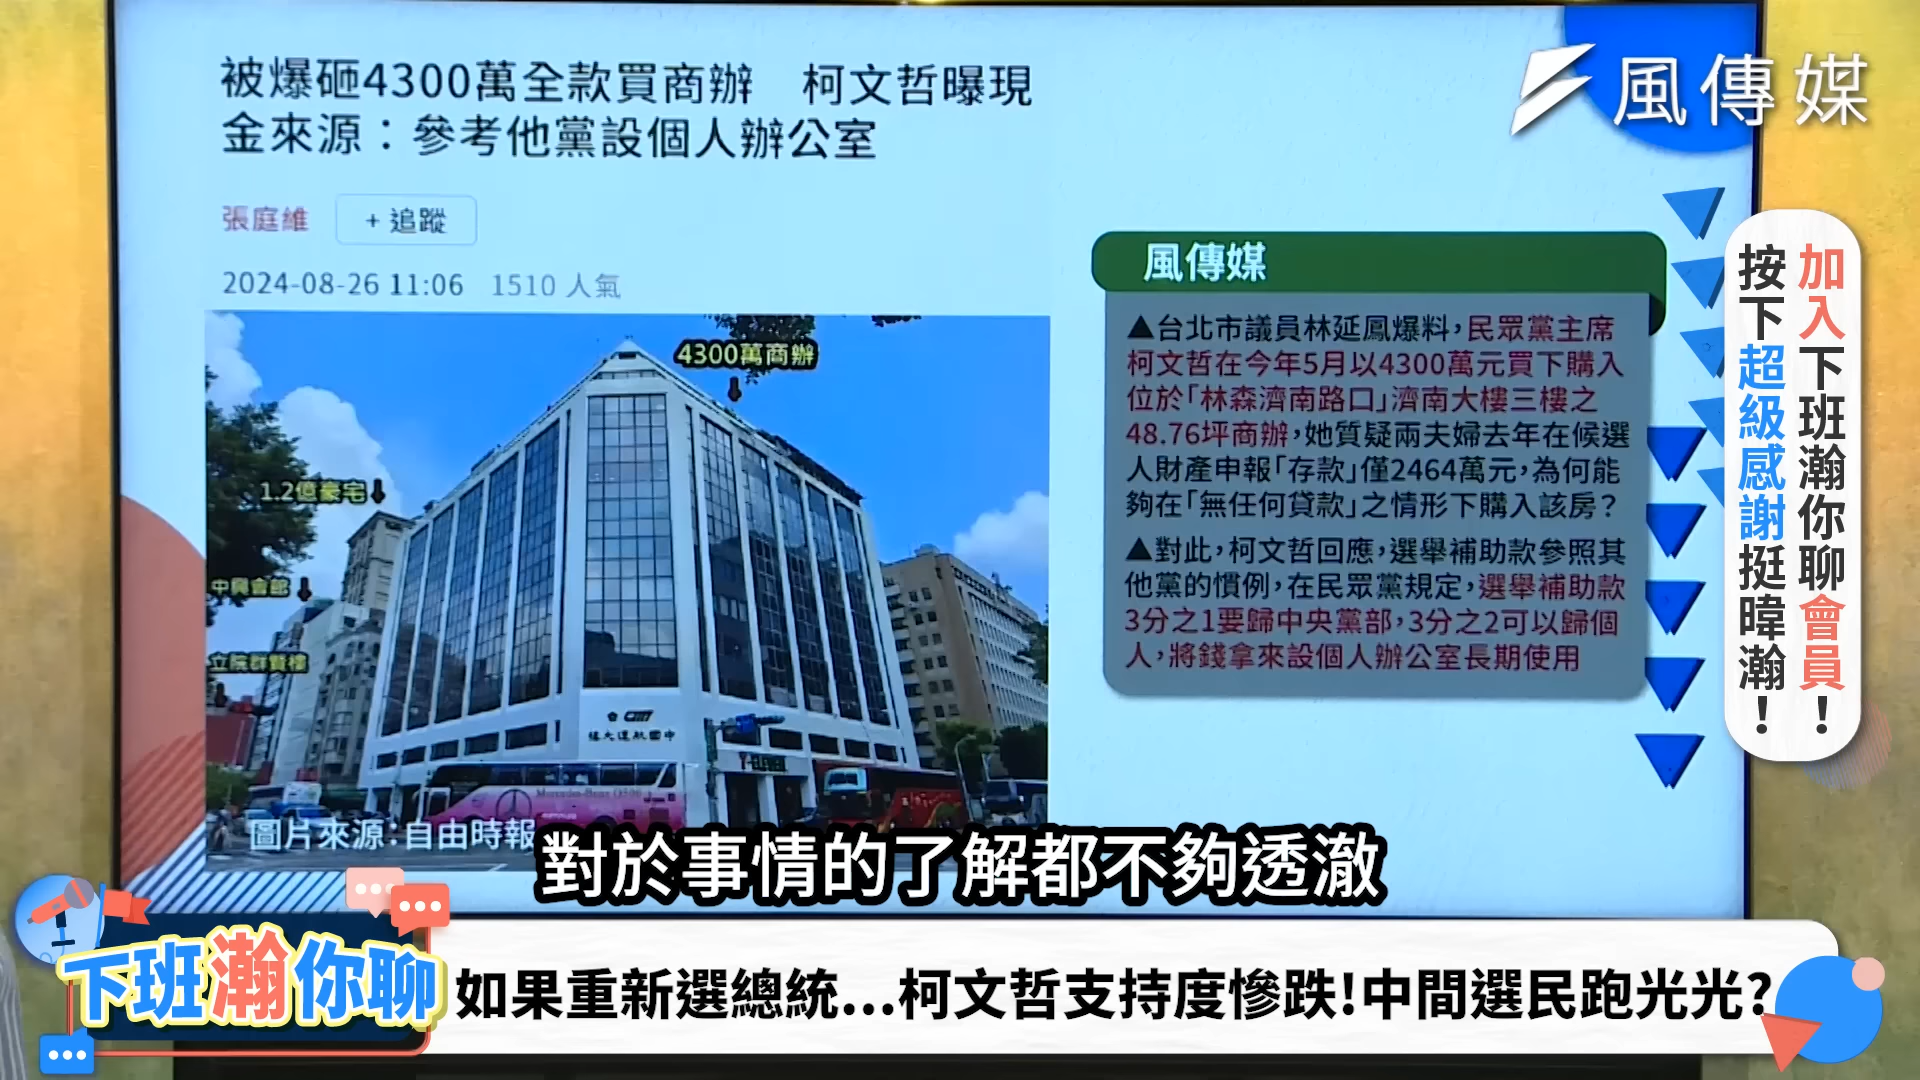 被爆砸4300萬全款買商辦 柯文哲曝現
金來源：參考他黨設個人辦公室
張庭維
+ 追蹤
2024-08-26 11:06 1510 人氣
4300萬商辦
1.2億豪宅
中興會館
立院群賢樓
樓大運航國中
圖片來源：自由時報
風傳媒
風傳媒
▲台北市議員林延鳳爆料，民眾黨主席
柯文哲在今年5月以4300萬元買下購入
位於「林森濟南路口」濟南大樓三樓之
48.76坪商辦，她質疑兩夫婦去年在候選
人財產申報「存款」僅2464萬元，為何能
夠在「無任何貸款」之情形下購入該房？
▲對此，柯文哲回應，選舉補助款參照其
他黨的慣例，在民眾黨規定，選舉補助款
3分之1要歸中央黨部，3分之2可以歸個
人，將錢拿來設個人辦公室長期使用
加入下班瀚你聊會員！
按下超級感謝挺暐瀚！
對於事情的了解都不夠透澈
下班瀚你聊
如果重新選總統...柯文哲支持度慘跌!中間選民跑光光?